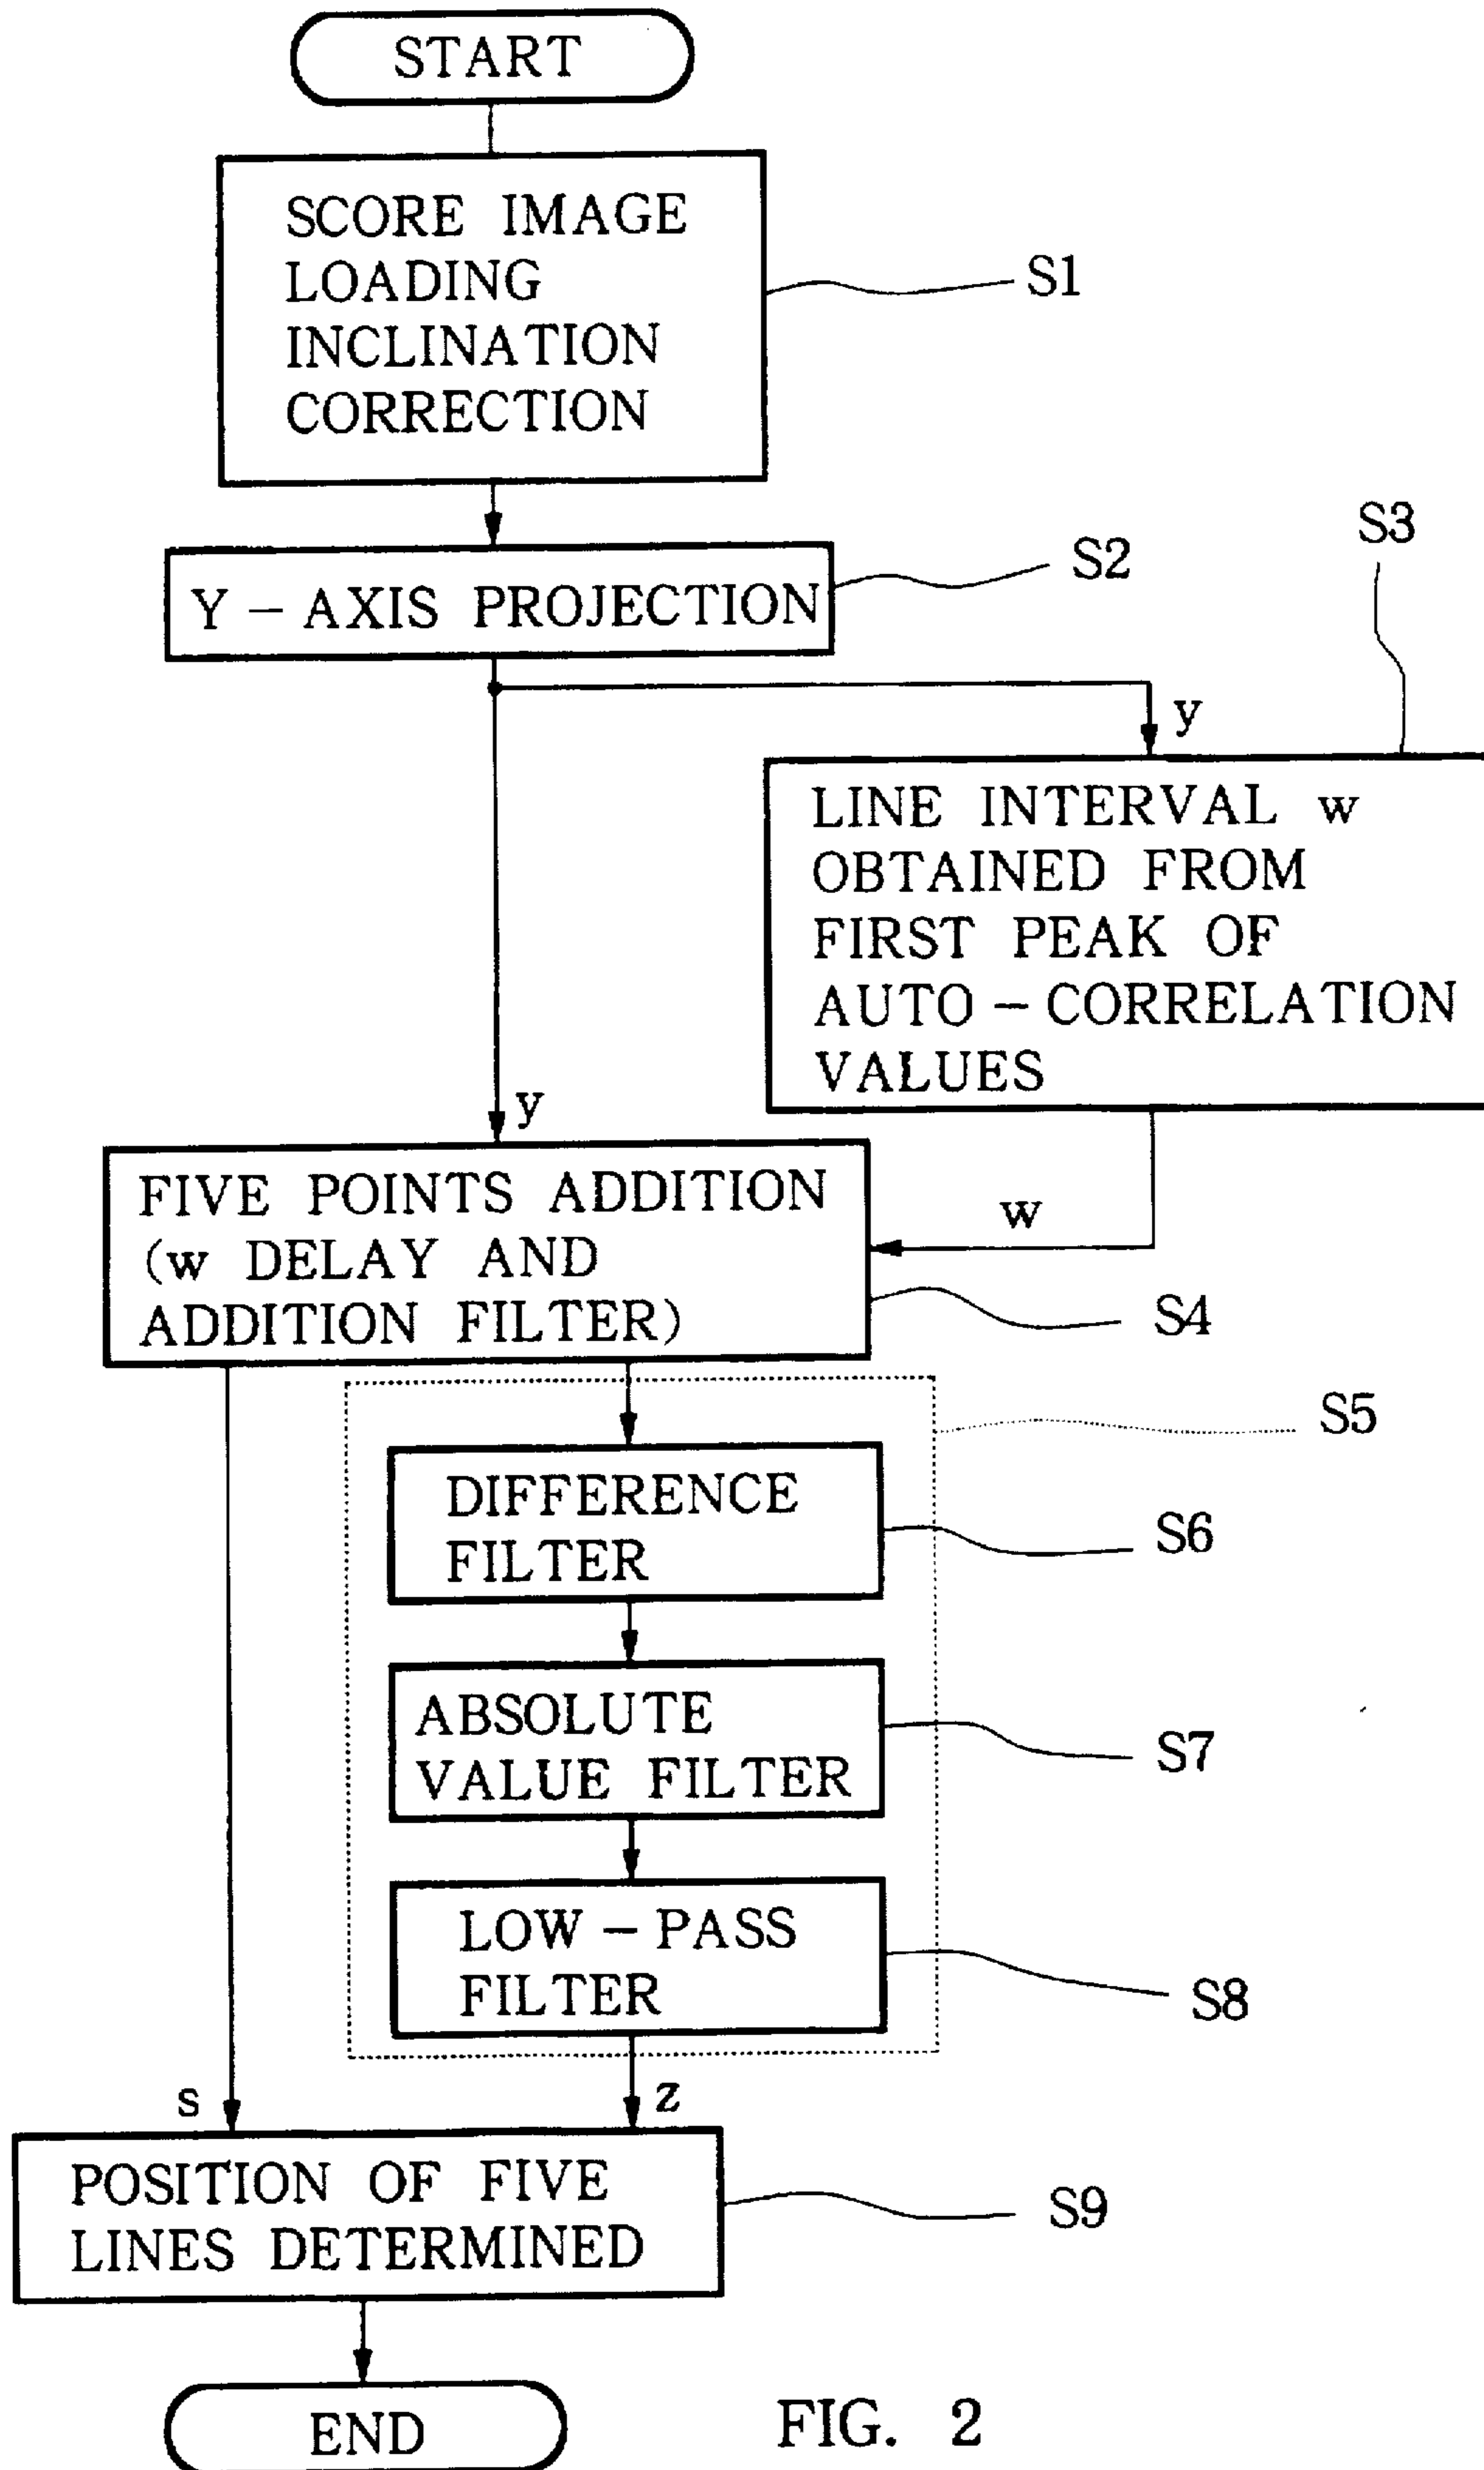 START
SCORE IMAGE
LOADING
INCLINATION
CORRECTION
S1
Y-AXIS PROJECTION
S2
y
S3
LINE INTERVAL w
OBTAINED FROM
FIRST PEAK OF
AUTO-CORRELATION
VALUES
y
w
FIVE POINTS ADDITION
(w DELAY AND
ADDITION FILTER)
S4
S5
DIFFERENCE
FILTER
S6
ABSOLUTE
VALUE FILTER
S7
LOW-PASS
FILTER
S8
s
z
POSITION OF FIVE
LINES DETERMINED
S9
END
FIG. 2